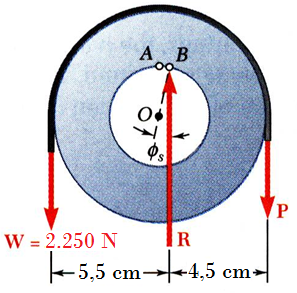 A B
O
ϕs
P
W = 2.250 N
R
5,5 cm
4,5 cm